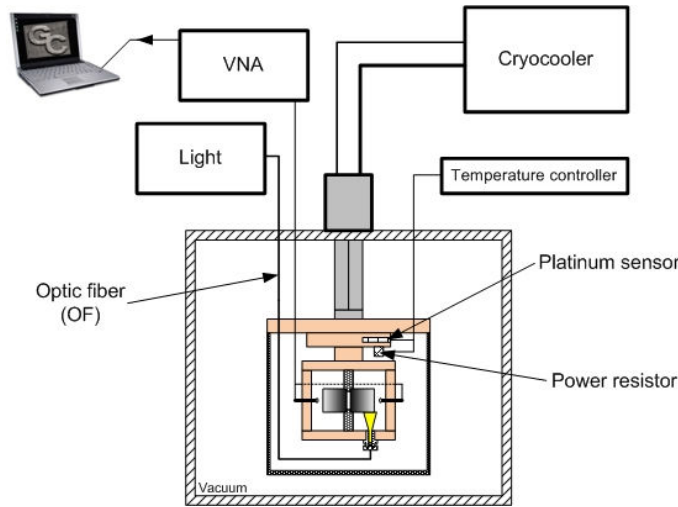 GC
VNA
Cryocooler
Light
Temperature controller
Optic fiber
(OF)
Platinum sensor
Power resistor
Vacuum